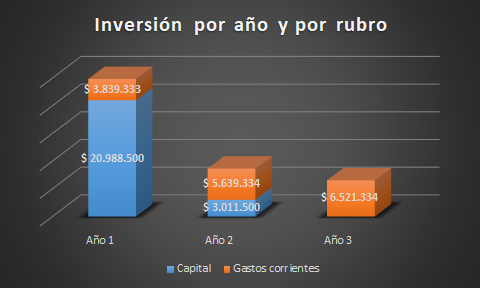 Inversión por año y por rubro
$ 3.839.333
$ 20.988.500
$ 5.639.334
$ 3.011.500
$ 6.521.334
Año 1
Año 2
Año 3
Capital
Gastos corrientes